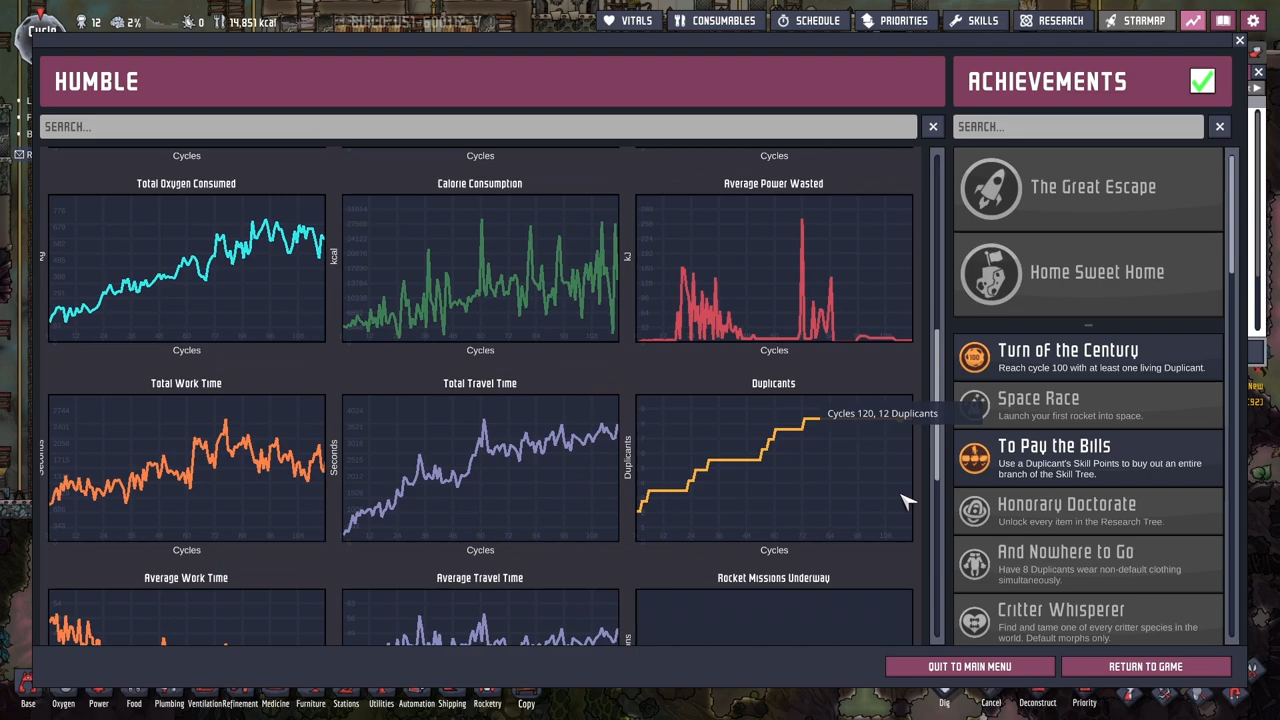 12
2%
0
14,851 kcal
VITALS
CONSUMABLES
SCHEDULE
PRIORITIES
SKILLS
RESEARCH
STARMAP
Cycle
HUMBLE
ACHIEVEMENTS
SEARCH...
SEARCH...
Cycles
Cycles
Cycles
Total Oxygen Consumed
Calorie Consumption
Average Power Wasted
kcal
kJ
Cycles
Cycles
Cycles
Total Work Time
Total Travel Time
Duplicants
Cycles 120, 12 Duplicants
Seconds
Seconds
Duplicants
Cycles
Cycles
Cycles
Average Work Time
Average Travel Time
Rocket Missions Underway
The Great Escape
Home Sweet Home
Turn of the Century
Reach cycle 100 with at least one living Duplicant.
Space Race
Launch your first rocket into space.
To Pay the Bills
Use a Duplicant's Skill Points to buy out an entire
branch of the Skill Tree.
Honorary Doctorate
Unlock every item in the Research Tree.
And Nowhere to Go
Have 8 Duplicants wear non-default clothing
simultaneously.
Critter Whisperer
Find and tame one of every critter species in the
world. Default morphs only.
QUIT TO MAIN MENU
RETURN TO GAME
Base
Oxygen
Power
Food
Plumbing
Ventilation
Refinement
Medicine
Furniture
Stations
Utilities
Automation
Shipping
Rocketry
Copy
Dig
Cancel
Deconstruct
Priority